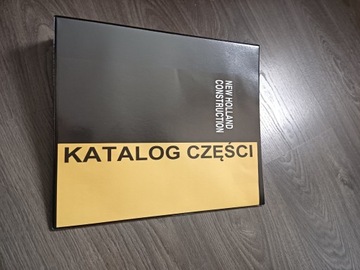 NEW HOLLAND
CONSTRUCTION
KATALOG CZĘŚCI